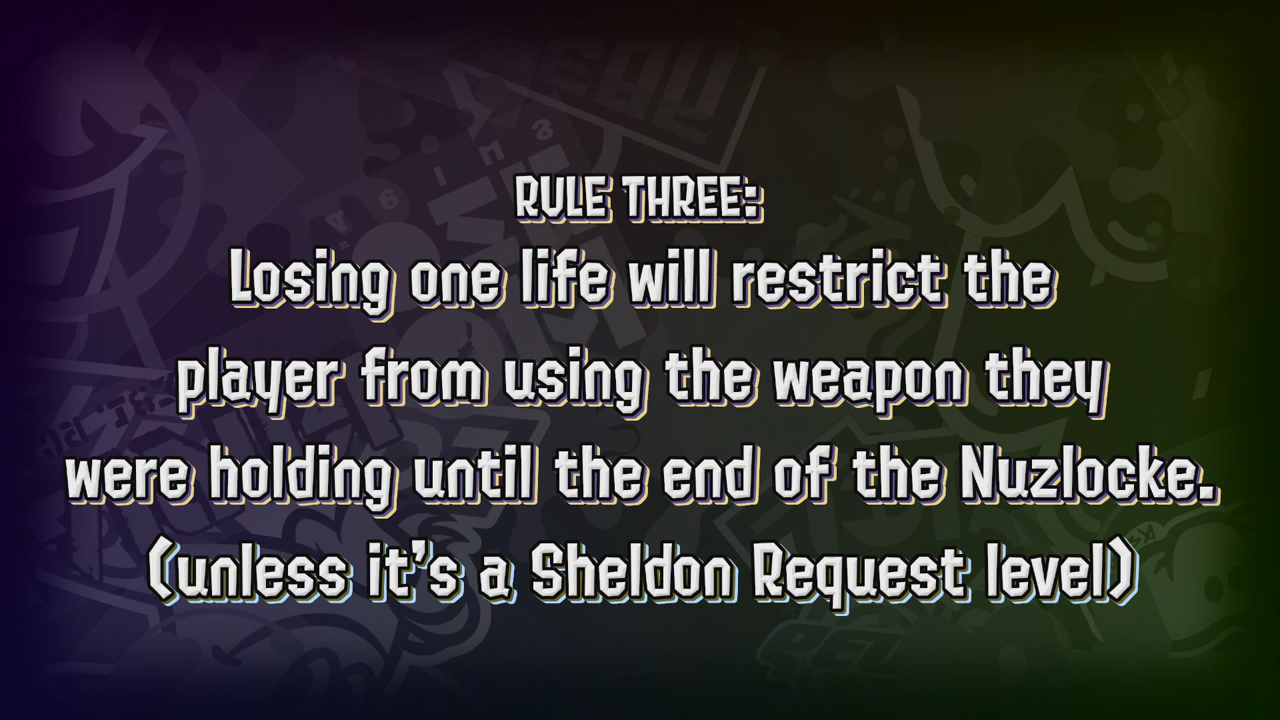 RULE THREE:
Losing one life will restrict the
player from using the weapon they
were holding until the end of the Nuzlocke.
(unless it's a Sheldon Request level)